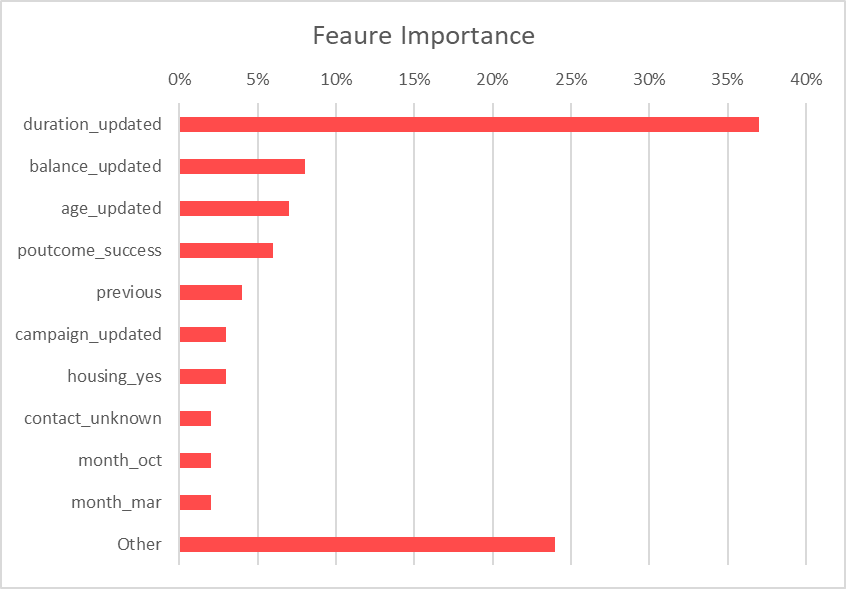 Feaure Importance
0% 5% 10% 15% 20% 25% 30% 35% 40%
duration_updated
balance_updated
age_updated
poutcome_success
previous
campaign_updated
housing_yes
contact_unknown
month_oct
month_mar
Other